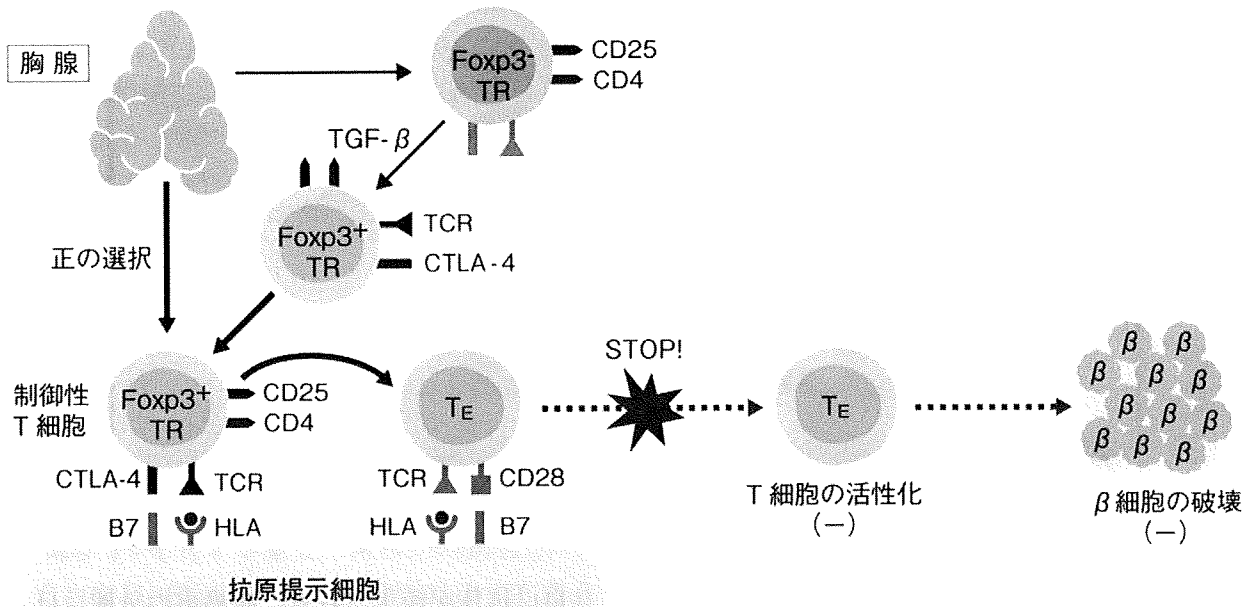 胸腺
Foxp3-
TR
CD25
CD4
TGF-β
Foxp3+
TR
TCR
CTLA-4
正の選択
STOP!
制御性
T細胞
Foxp3+
TR
CD25
CD4
TE
TE
β β β β β β β β β β β
CTLA-4
TCR
TCR
CD28
B7
HLA
HLA
B7
T細胞の活性化
(−)
β細胞の破壊
(−)
抗原提示細胞